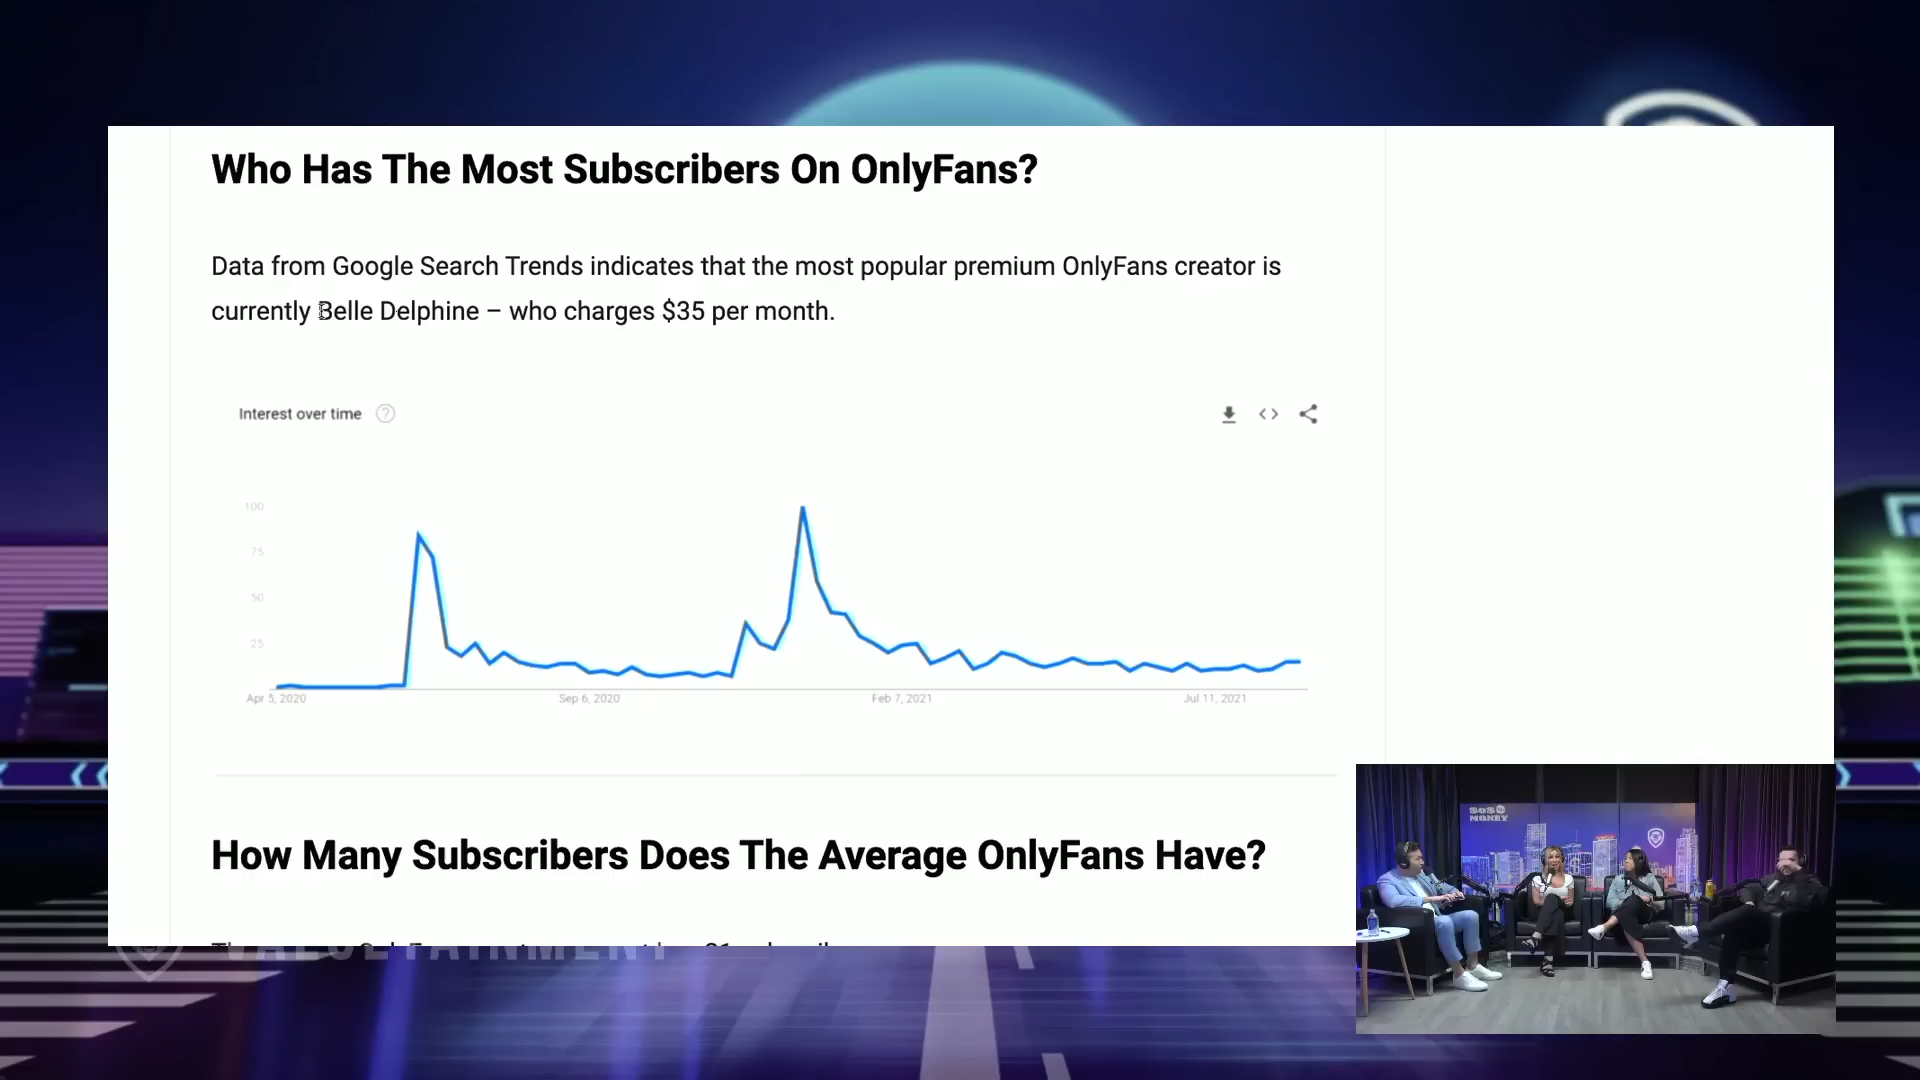 Who Has The Most Subscribers On OnlyFans?
Data from Google Search Trends indicates that the most popular premium OnlyFans creator is
currently Belle Delphine – who charges $35 per month.
Interest over time
100
75
50
25
Apr 5, 2020
Sep 6, 2020
Feb 7, 2021
Jul 11, 2021
How Many Subscribers Does The Average OnlyFans Have?
VALUETAINMENT
MONEY